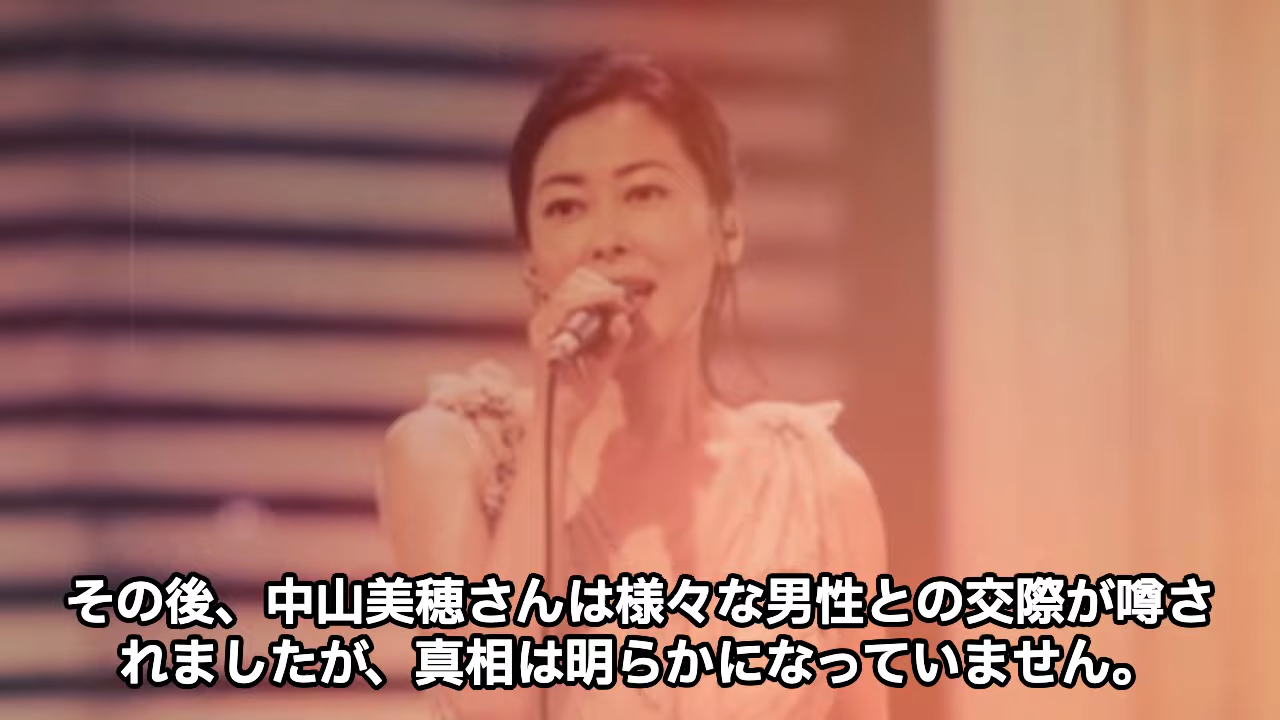 その後、中山美穂さんは様々な男性との交際が噂さ
れましたが、真相は明らかになっていません。